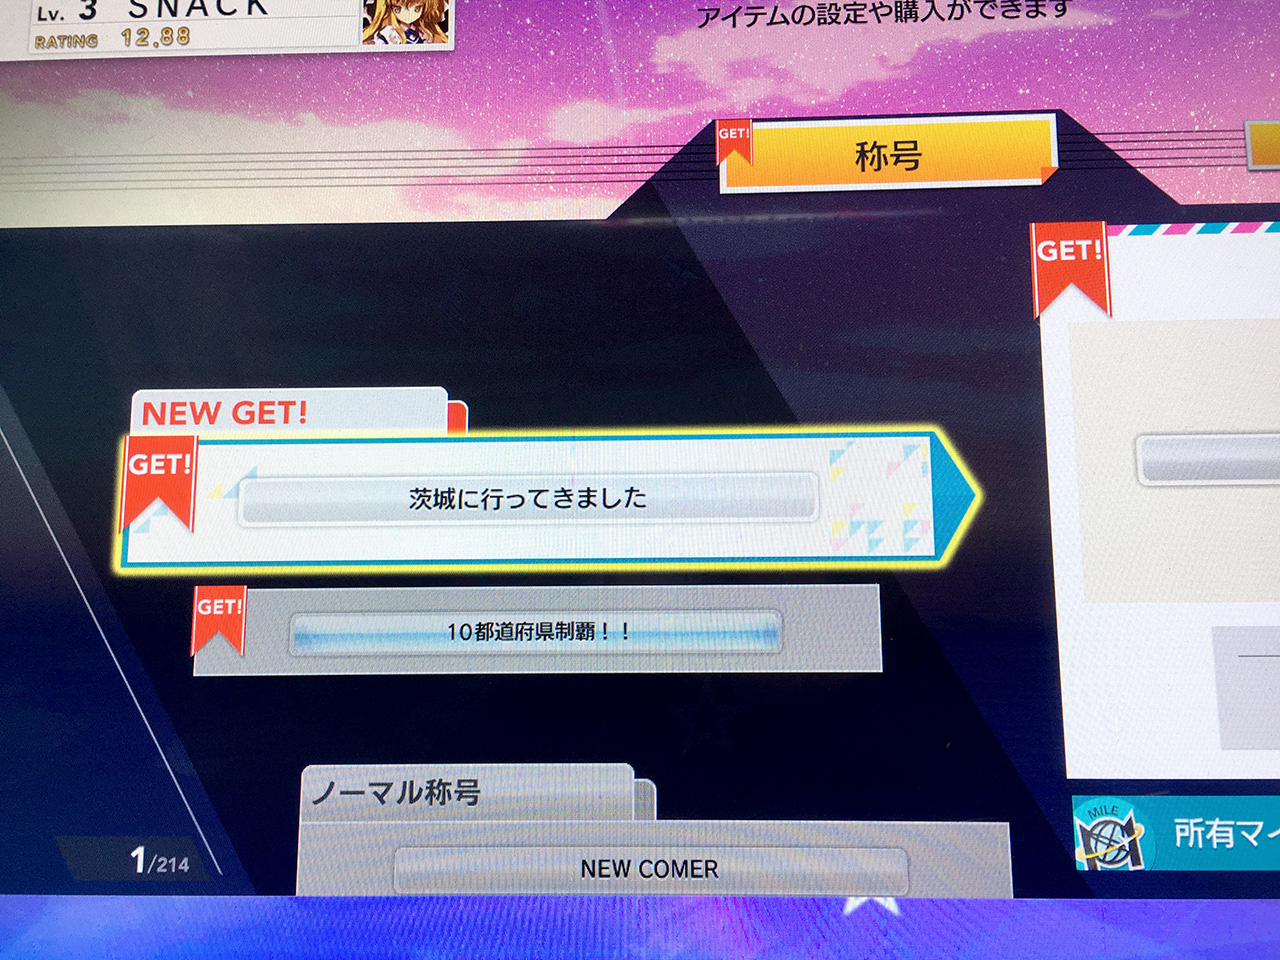 Lv. 3 SNACK
RATING 12.88
アイテムの設定や購入ができます
GET!
称号
GET!
NEW GET!
GET!
茨城に行ってきました
GET!
10都道府県制覇！！
ノーマル称号
NEW COMER
1/214
MILE
所有マイ